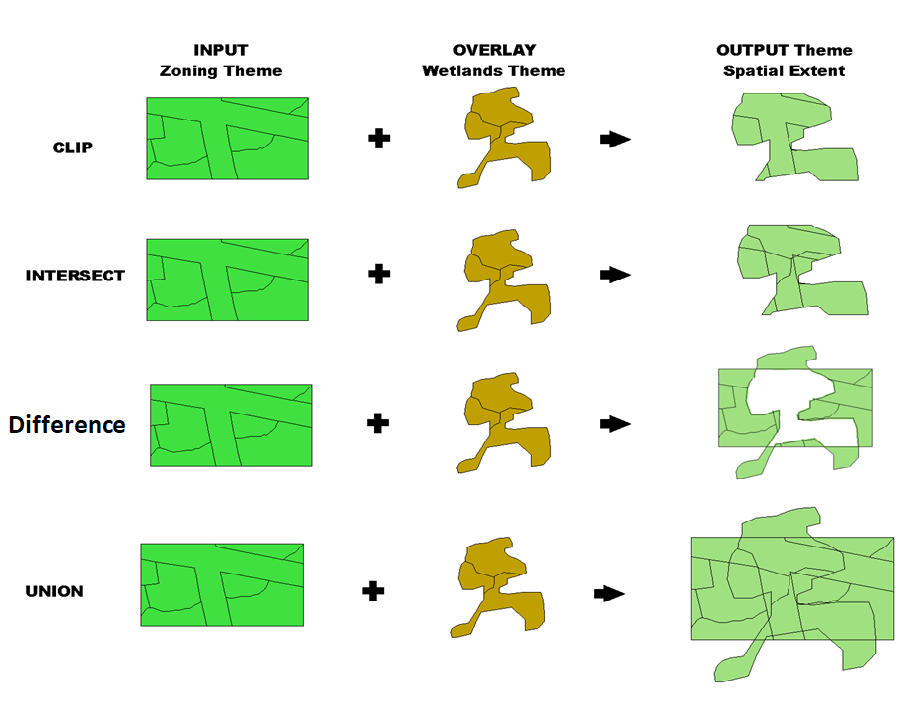 INPUT
Zoning Theme
OVERLAY
Wetlands Theme
OUTPUT Theme
Spatial Extent
CLIP
INTERSECT
Difference
UNION